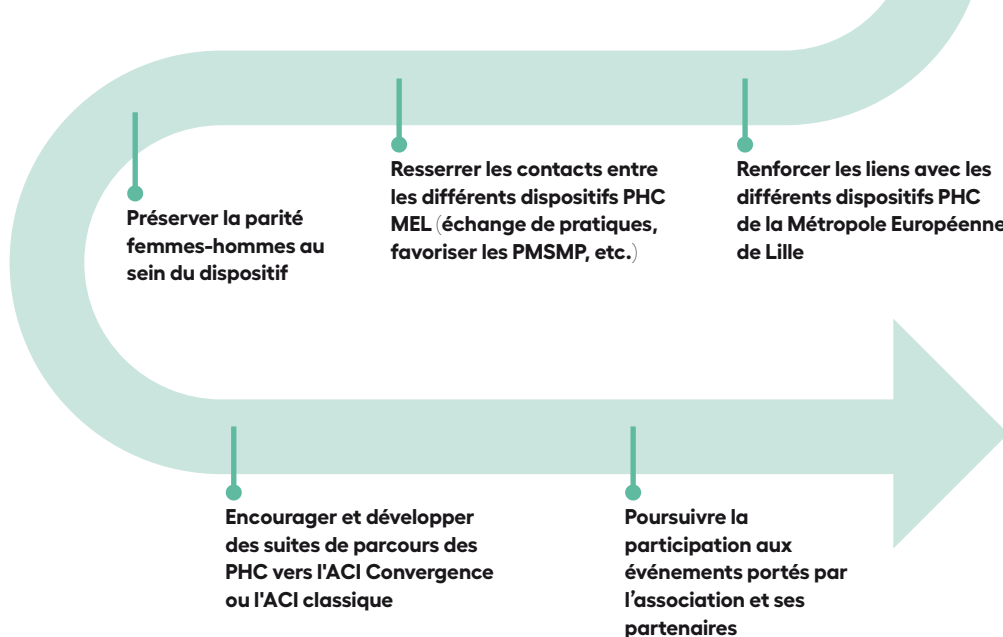 Préserver la parité
femmes-hommes au
sein du dispositif
Resserrer les contacts entre
les différents dispositifs PHC
MEL (échange de pratiques,
favoriser les PMSMP, etc.)
Renforcer les liens avec les
différents dispositifs PHC
de la Métropole Européenne
de Lille
Encourager et développer
des suites de parcours des
PHC vers l'ACI Convergence
ou l'ACI classique
Poursuivre la
participation aux
événements portés par
l’association et ses
partenaires